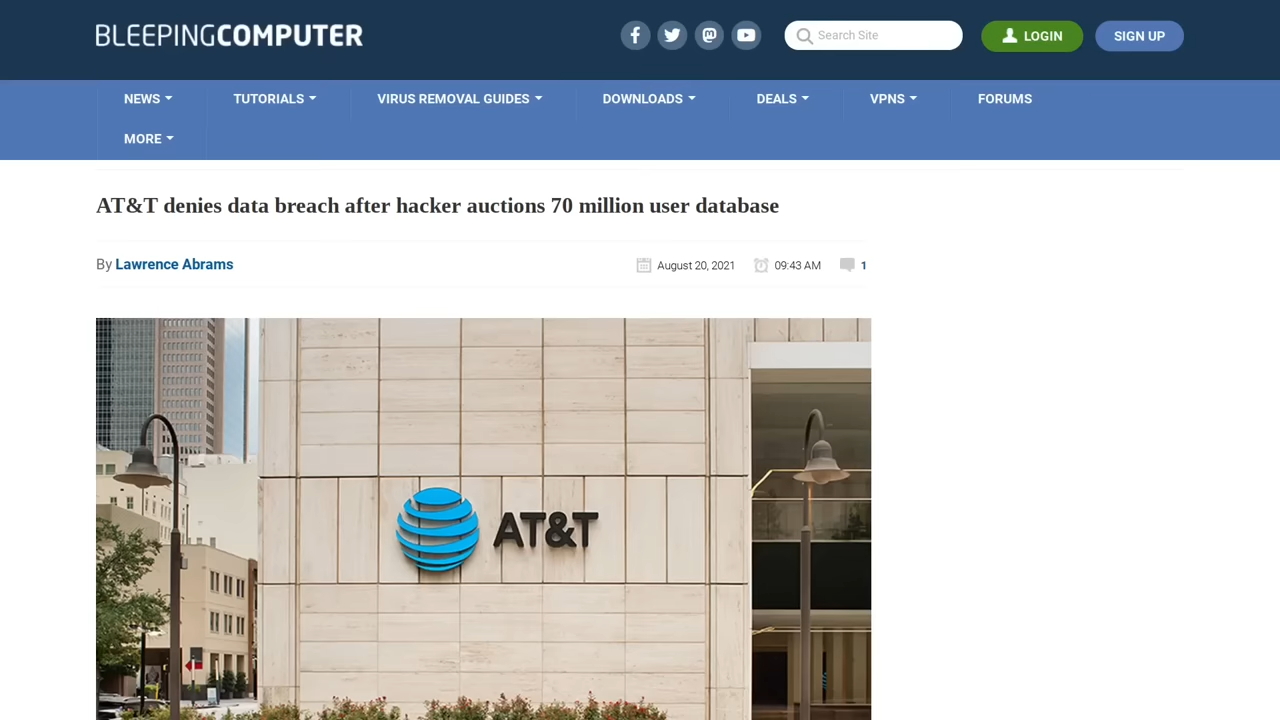 BLEEPINGCOMPUTER
Search Site
LOGIN
SIGN UP
NEWS
TUTORIALS
VIRUS REMOVAL GUIDES
DOWNLOADS
DEALS
VPNS
FORUMS
MORE
AT&T denies data breach after hacker auctions 70 million user database
By Lawrence Abrams
August 20, 2021
09:43 AM
1
AT&T